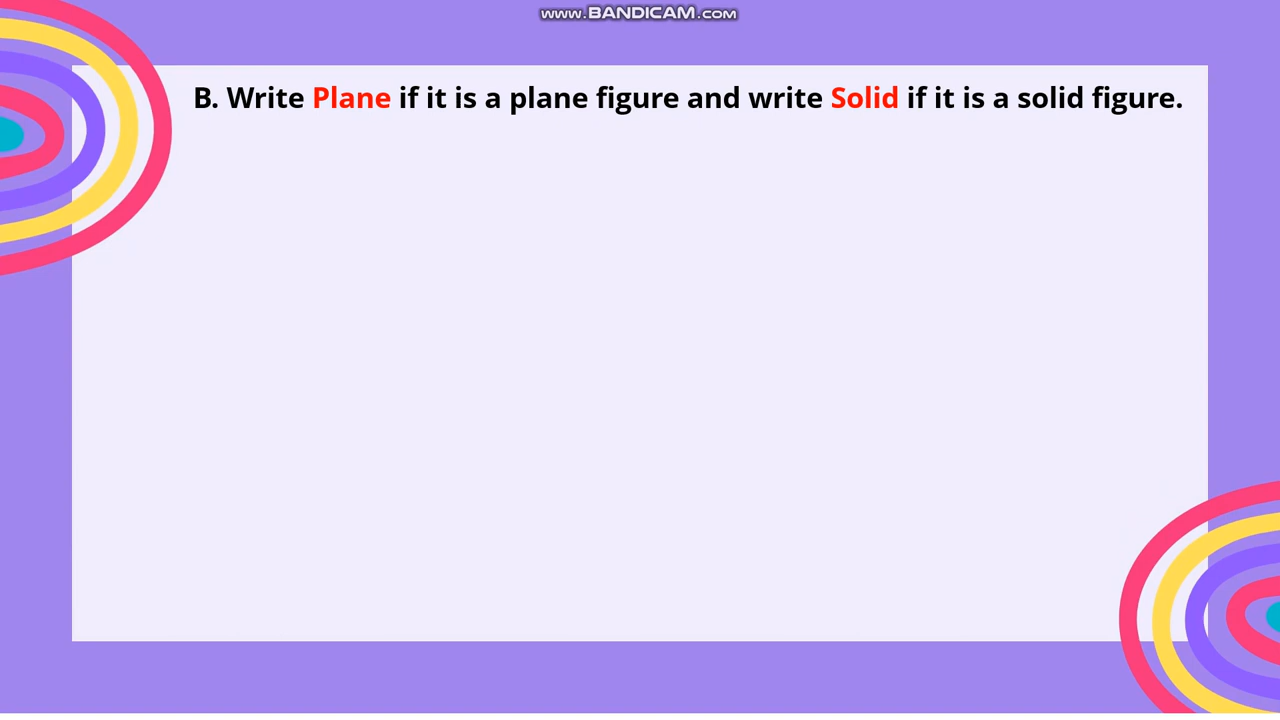 www.BANDICAM.com
B. Write Plane if it is a plane figure and write Solid if it is a solid figure.